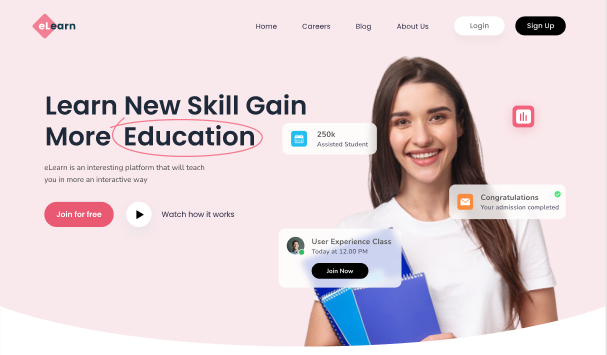 eLearn
Home Careers Blog About Us
Login Sign Up
Learn New Skill Gain
More Education
eLearn is an interesting platform that will teach
you in more an interactive way
Join for free
Watch how it works
250k
Assisted Student
Congratulations
Your admission completed
User Experience Class
Today at 12.00 PM
Join Now